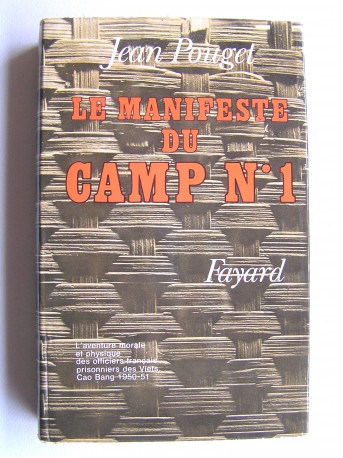 Jean Pouget
LE MANIFESTE
DU
CAMP N°1
Fayard
L'aventure morale
et physique
des officiers français
prisonniers des Viets.
Cao Bang 1950-51